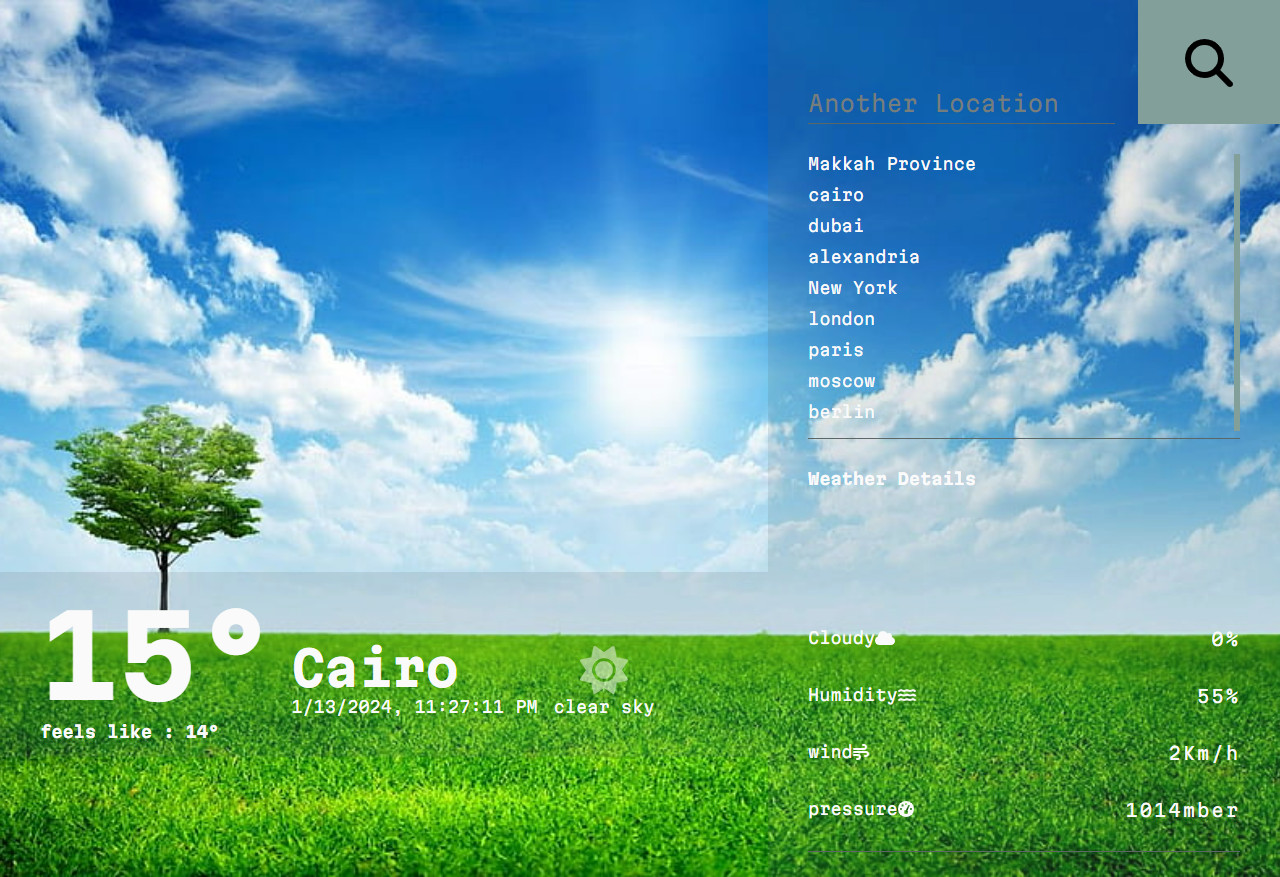 Another Location
Makkah Province
cairo
dubai
alexandria
New York
london
paris
moscow
berlin
Weather Details
Cloudy 0%
Humidity 55%
wind 2Km/h
pressure 1014mber
15°
feels like : 14°
Cairo
1/13/2024, 11:27:11 PM clear sky